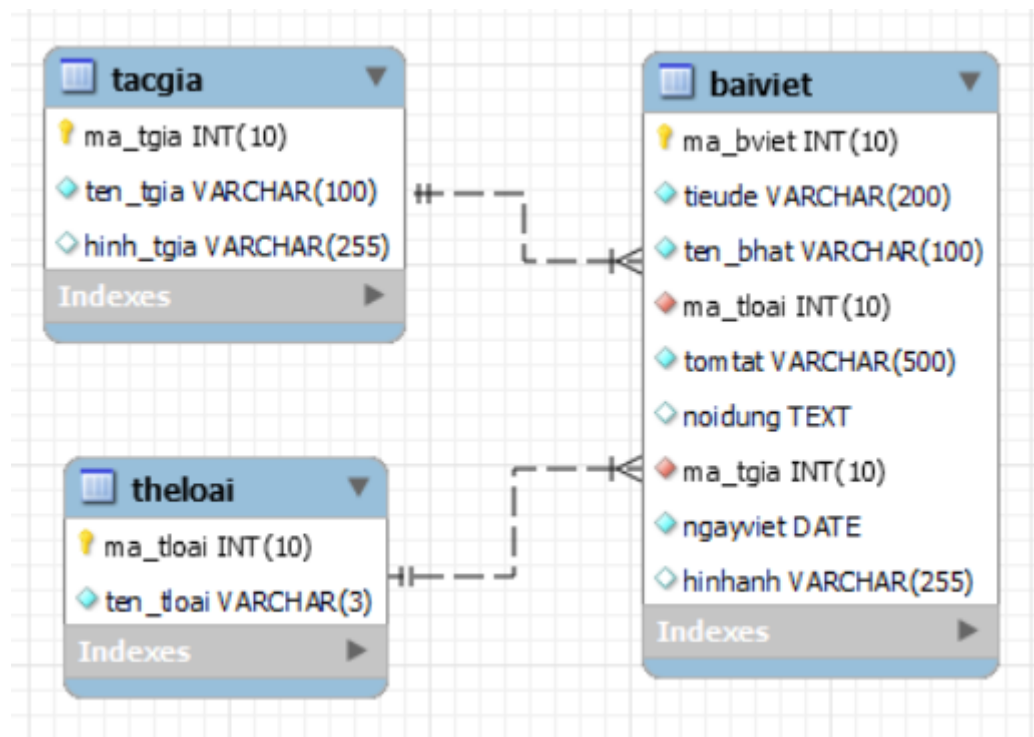 tacgia
ma_tgia INT(10)
ten_tgia VARCHAR(100)
hinh_tgia VARCHAR(255)
Indexes
theloai
ma_tloai INT(10)
ten_tloai VARCHAR(3)
Indexes
baiviet
ma_bviet INT(10)
tieude VARCHAR(200)
ten_bhat VARCHAR(100)
ma_tloai INT(10)
tomtat VARCHAR(500)
noidung TEXT
ma_tgia INT(10)
ngayviet DATE
hinhanh VARCHAR(255)
Indexes